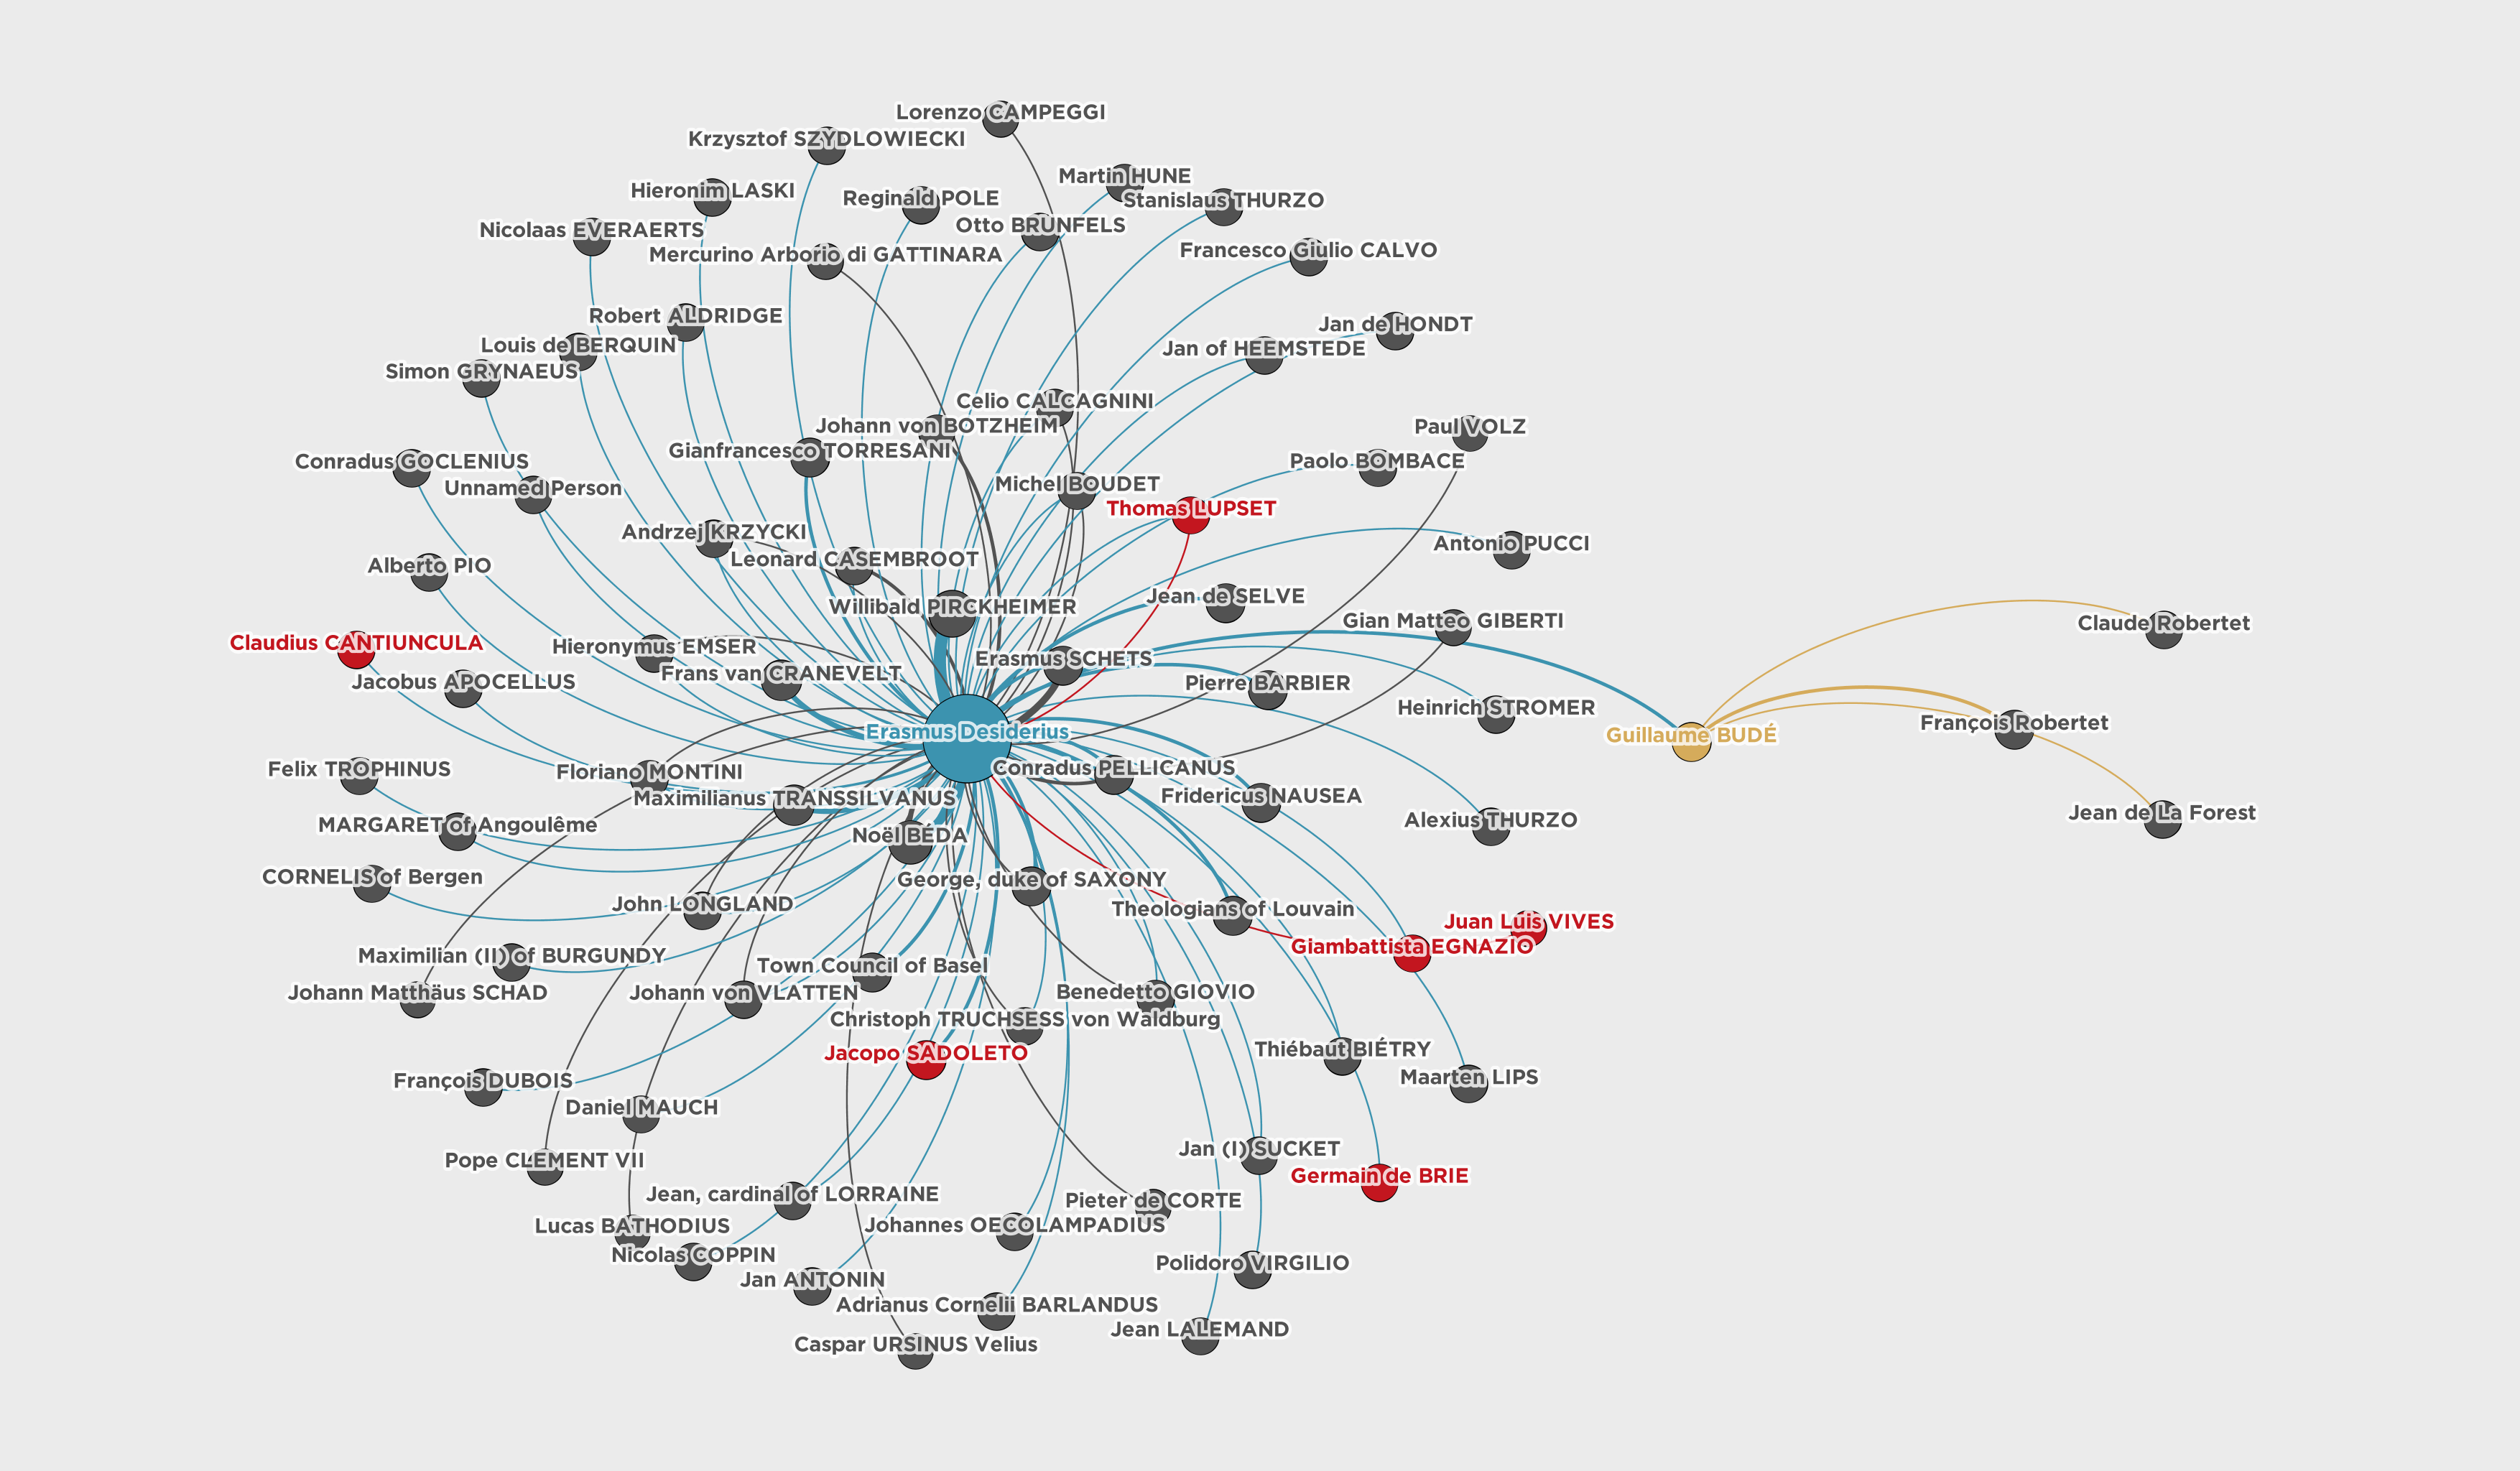 Lorenzo CAMPEGGI
Krzysztof SZYDLOWIECKI
Martin HUNE
Hieronim LASKI
Reginald POLE
Stanislaus THURZO
Otto BRUNFELS
Nicolaas EVERAERTS
Francesco Giulio CALVO
Mercurino Arborio di GATTINARA
Robert ALDRIDGE
Jan de HONDT
Louis de BERQUIN
Jan of HEEMSTEDE
Simon GRYNAEUS
Celio CALCAGNINI
Johann von BOTZHEIM
Paul VOLZ
Gianfrancesco TORRESANI
Conradus GOCLENIUS
Paolo BOMBACE
Michel BOUDET
Unnamed Person
Thomas LUPSET
Andrzej KRZYCKI
Antonio PUCCI
Leonard CASEMBROOT
Alberto PIO
Jean de SELVE
Willibald PIRCKHEIMER
Gian Matteo GIBERTI
Claude Robertet
Claudius CANTIUNCULA
Hieronymus EMSER
Erasmus SCHETS
Frans van CRANEVELT
Jacobus APOCELLUS
Pierre BARBIER
Heinrich STROMER
François Robertet
Erasmus Desiderius
Guillaume BUDÉ
Felix TROPHINUS
Floriano MONTINI
Conradus PELLICANUS
Maximilianus TRANSSILVANUS
Fridericus NAUSEA
Jean de La Forest
Alexius THURZO
MARGARET of Angoulême
Noël BÉDA
CORNELIS of Bergen
George, duke of SAXONY
John LONGLAND
Theologians of Louvain
Juan Luis VIVES
Giambattista EGNAZIO
Maximilian (II) of BURGUNDY
Town Council of Basel
Johann Matthäus SCHAD
Johann von VLATTEN
Benedetto GIOVIO
Christoph TRUCHSESS von Waldburg
Jacopo SADOLETO
Thiébaut BIÉTRY
François DUBOIS
Maarten LIPS
Daniel MAUCH
Jan (I) SUCKET
Pope CLEMENT VII
Germain de BRIE
Jean, cardinal of LORRAINE
Pieter de CORTE
Lucas BATHODIUS
Johannes OECOLAMPADIUS
Nicolas COPPIN
Polidoro VIRGILIO
Jan ANTONIN
Adrianus Cornelii BARLANDUS
Jean LALEMAND
Caspar URSINUS Velius